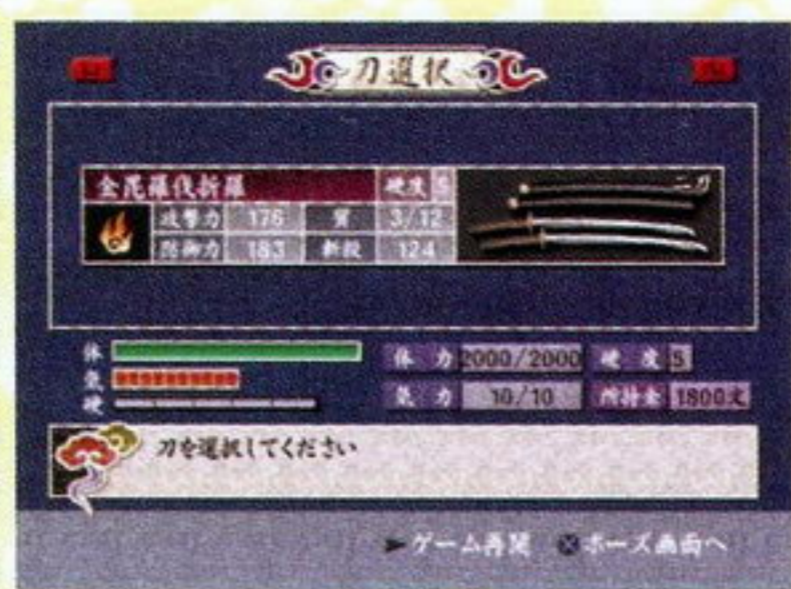 刀選択
金毘羅伐折羅 硬度 5
二刀
攻撃力 176 質 3/12
防御力 183 斬殺 124
体 体力 2000/2000 硬度 5
気 気力 10/10 所持金 1800文
硬
刀を選択してください
ゲーム再開 ポーズ画面へ